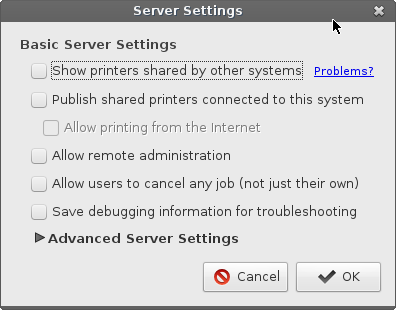 Server Settings
Basic Server Settings
Show printers shared by other systems Problems?
Publish shared printers connected to this system
Allow printing from the Internet
Allow remote administration
Allow users to cancel any job (not just their own)
Save debugging information for troubleshooting
Advanced Server Settings
Cancel OK